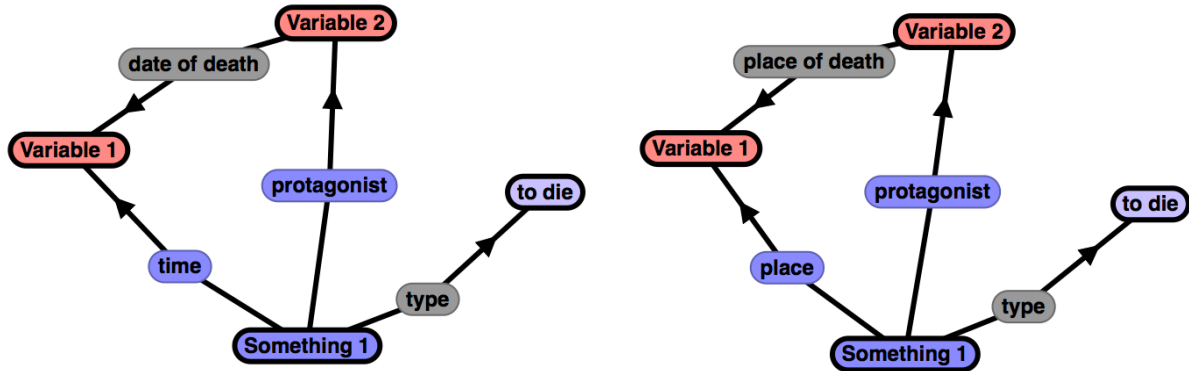 Variable 2
date of death
Variable 1
protagonist
to die
time
type
Something 1
Variable 2
place of death
Variable 1
protagonist
to die
place
type
Something 1